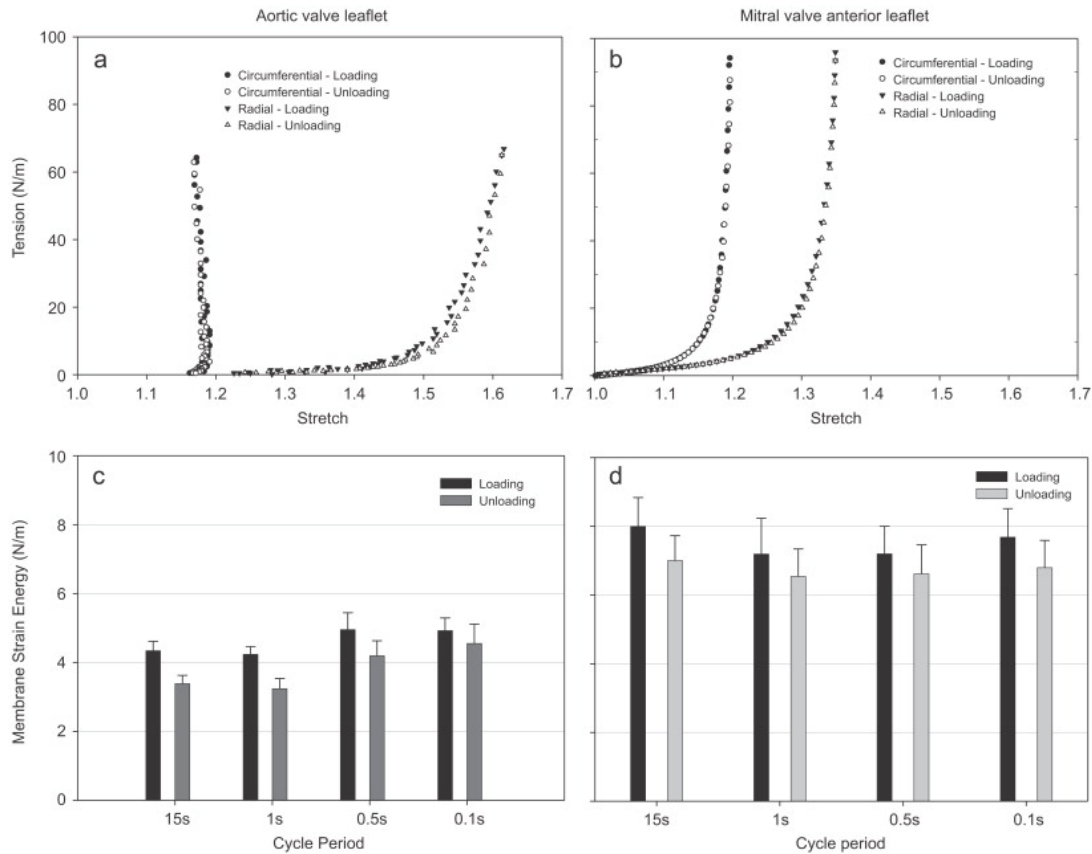 Aortic valve leaflet
Mitral valve anterior leaflet
a
Circumferential - Loading
Circumferential - Unloading
Radial - Loading
Radial - Unloading
Tension (N/m)
100
80
60
40
20
0
1.0 1.1 1.2 1.3 1.4 1.5 1.6 1.7
Stretch
b
Circumferential - Loading
Circumferential - Unloading
Radial - Loading
Radial - Unloading
1.0 1.1 1.2 1.3 1.4 1.5 1.6 1.7
Stretch
c
Loading
Unloading
Membrane Strain Energy (N/m)
10
8
6
4
2
0
15s 1s 0.5s 0.1s
Cycle Period
d
Loading
Unloading
15s 1s 0.5s 0.1s
Cycle period